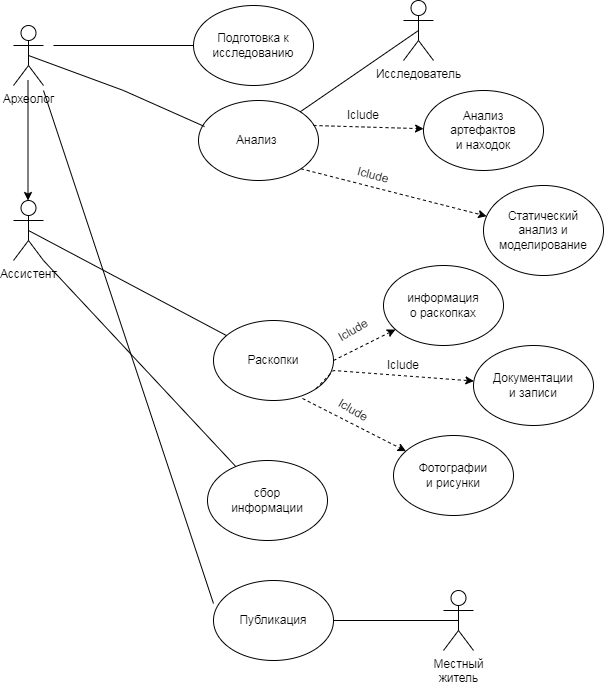 Подготовка к
исследованию
Исследователь
Археолог
Iclude
Анализ
артефактов
и находок
Анализ
Iclude
Статический
анализ и
моделирование
Ассистент
информация
о раскопках
Iclude
Раскопки
Iclude
Документации
и записи
Iclude
Фотографии
и рисунки
сбор
информации
Публикация
Местный
житель